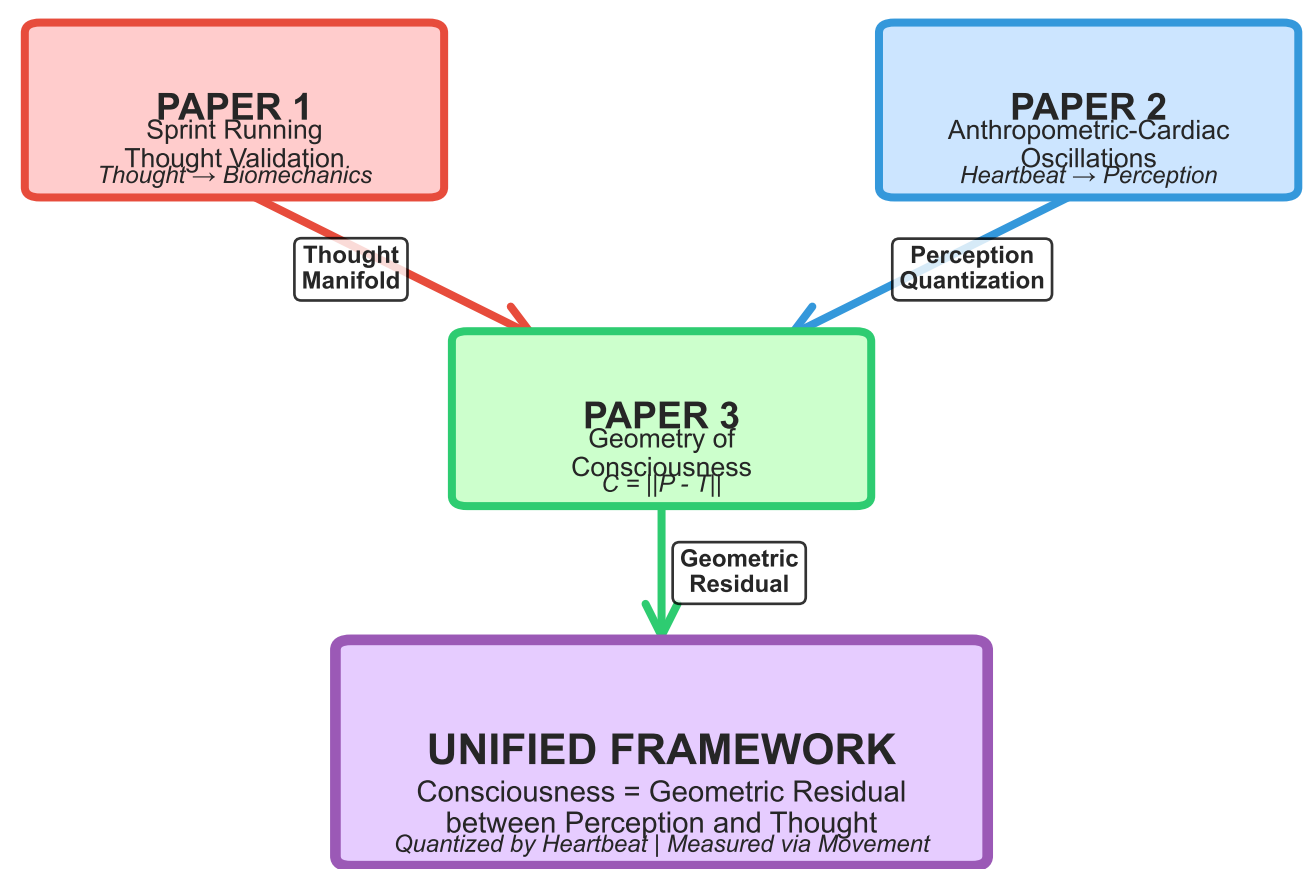 PAPER 1
Sprint Running
Thought Validation
Thought → Biomechanics
PAPER 2
Anthropometric-Cardiac
Oscillations
Heartbeat → Perception
Thought
Manifold
Perception
Quantization
PAPER 3
Geometry of
Consciousness
C = ||P - T||
Geometric
Residual
UNIFIED FRAMEWORK
Consciousness = Geometric Residual
between Perception and Thought
Quantized by Heartbeat | Measured via Movement